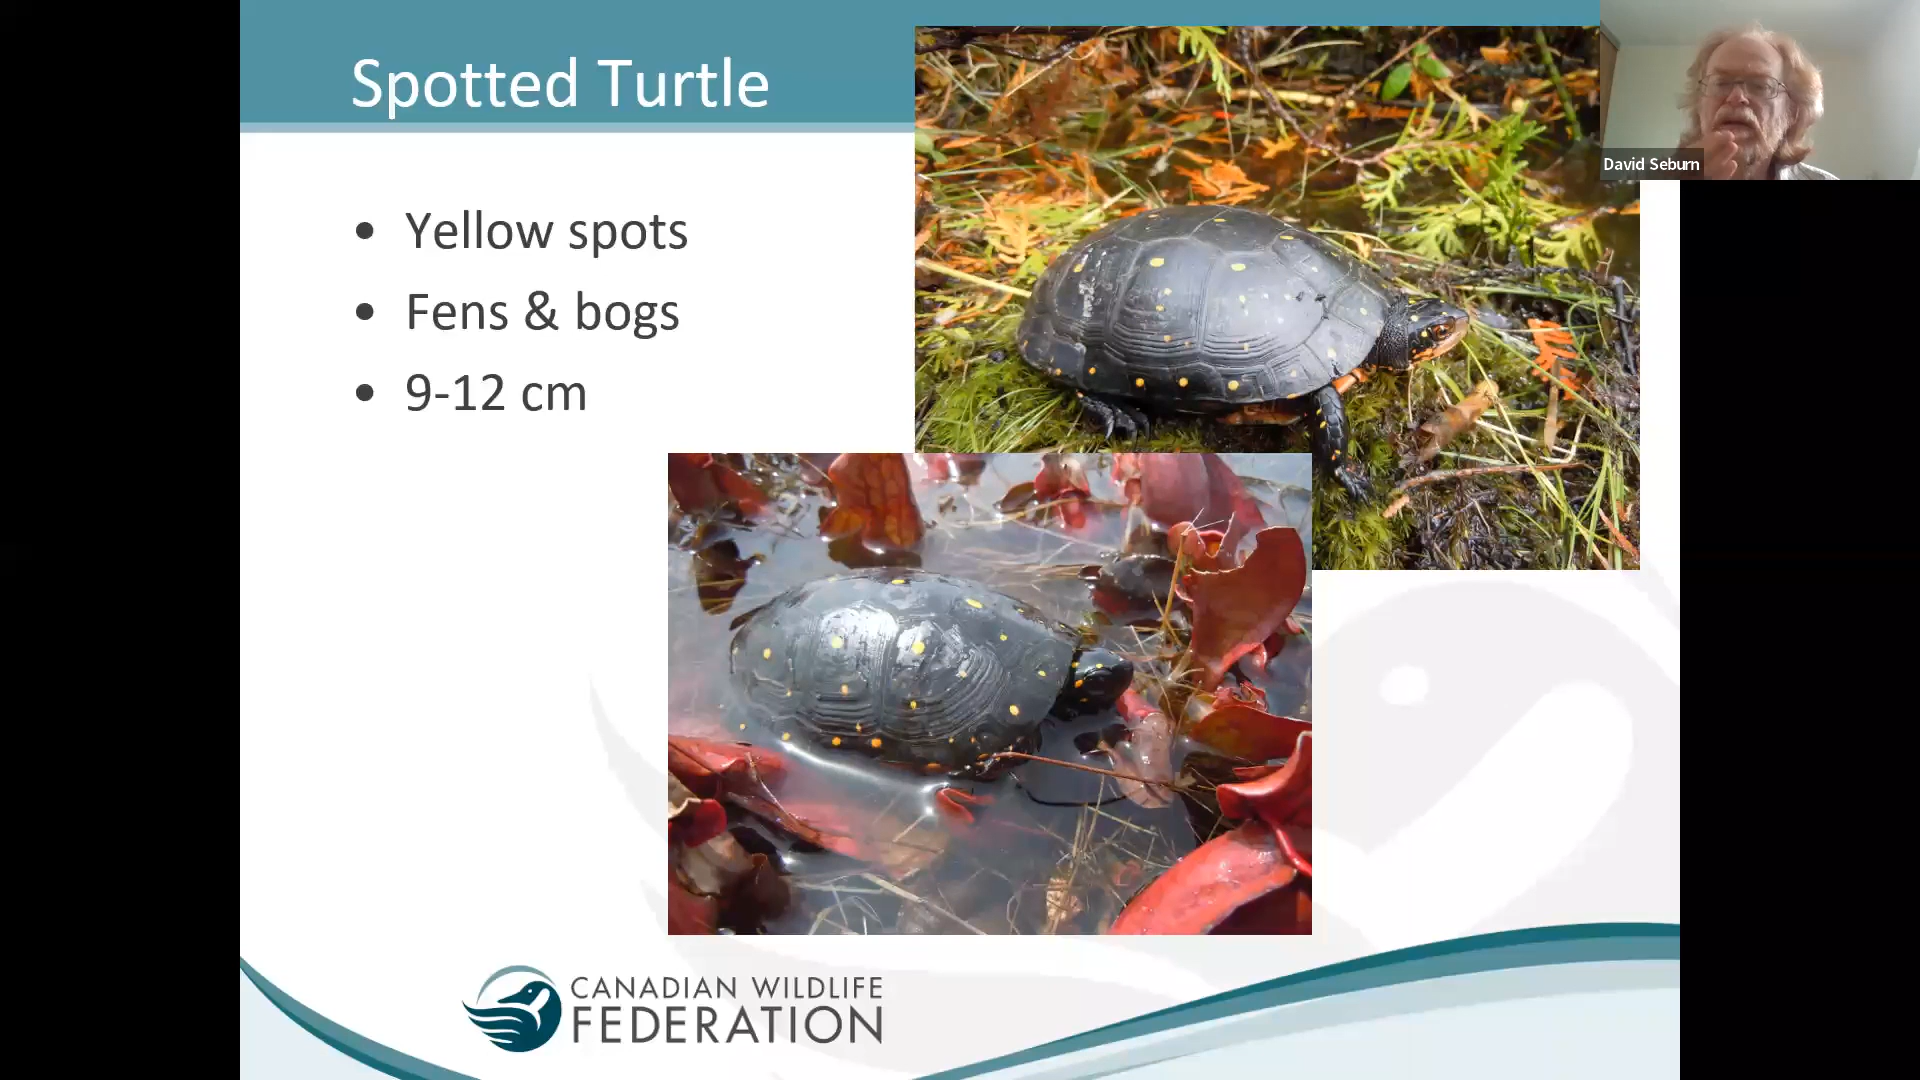 Spotted Turtle
David Seburn
• Yellow spots
• Fens & bogs
• 9-12 cm
CANADIAN WILDLIFE
FEDERATION